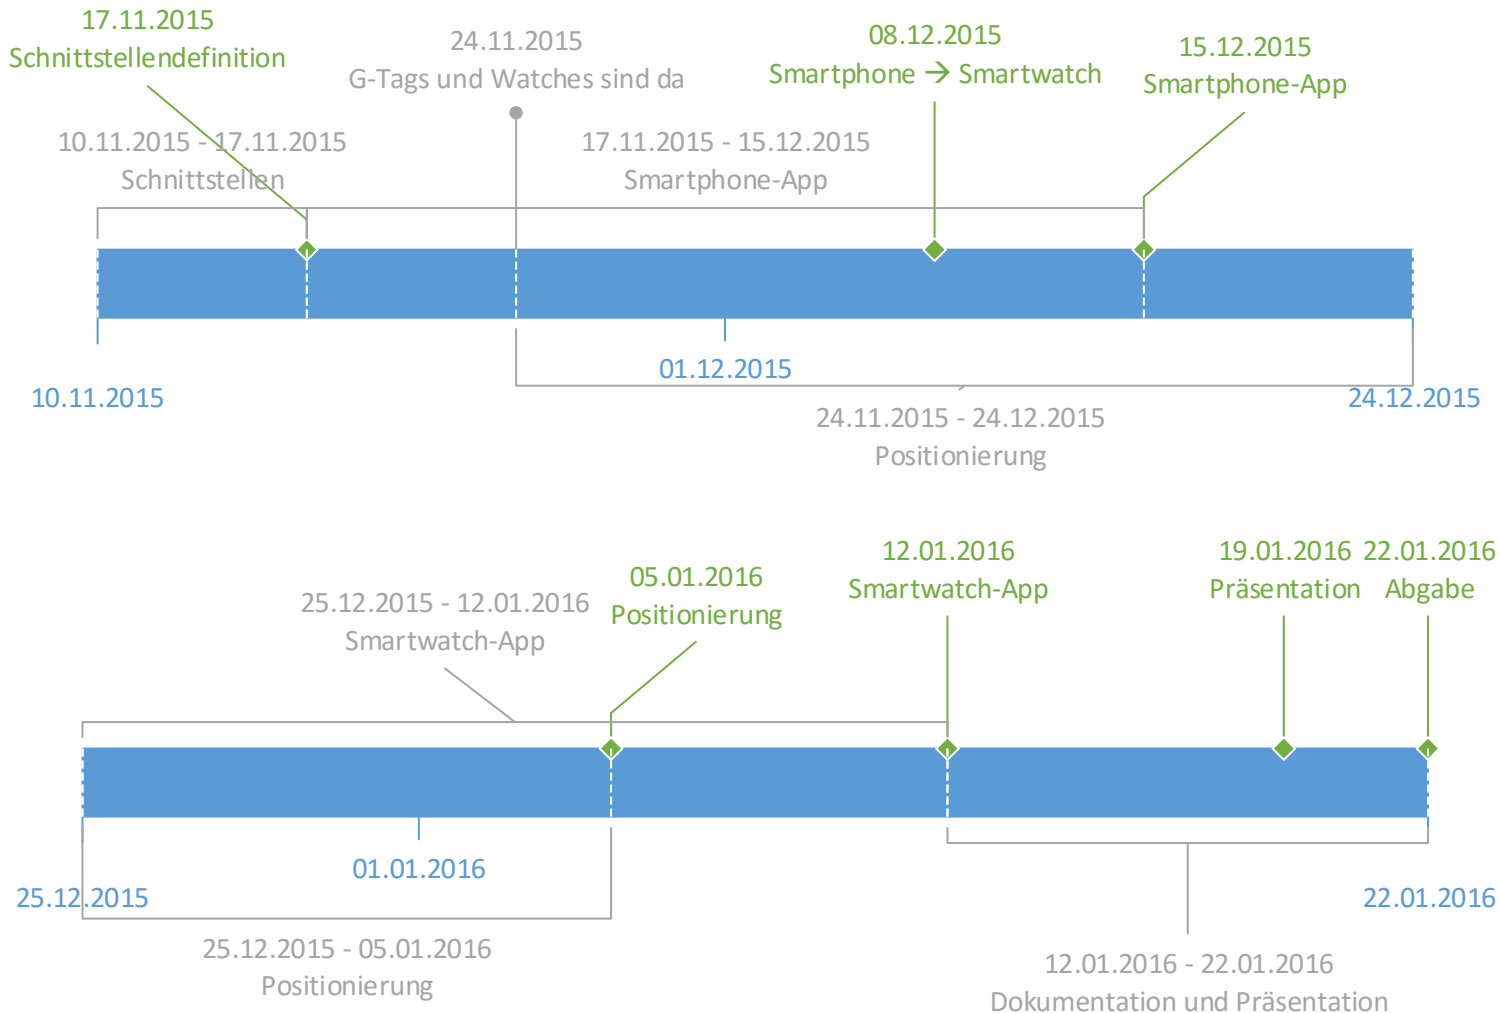 17.11.2015
Schnittstellendefinition
24.11.2015
G-Tags und Watches sind da
08.12.2015
Smartphone → Smartwatch
15.12.2015
Smartphone-App
10.11.2015 - 17.11.2015
Schnittstellen
17.11.2015 - 15.12.2015
Smartphone-App
01.12.2015
10.11.2015
24.12.2015
24.11.2015 - 24.12.2015
Positionierung
25.12.2015 - 12.01.2016
Smartwatch-App
05.01.2016
Positionierung
12.01.2016
Smartwatch-App
19.01.2016
Präsentation
22.01.2016
Abgabe
01.01.2016
25.12.2015
22.01.2016
25.12.2015 - 05.01.2016
Positionierung
12.01.2016 - 22.01.2016
Dokumentation und Präsentation